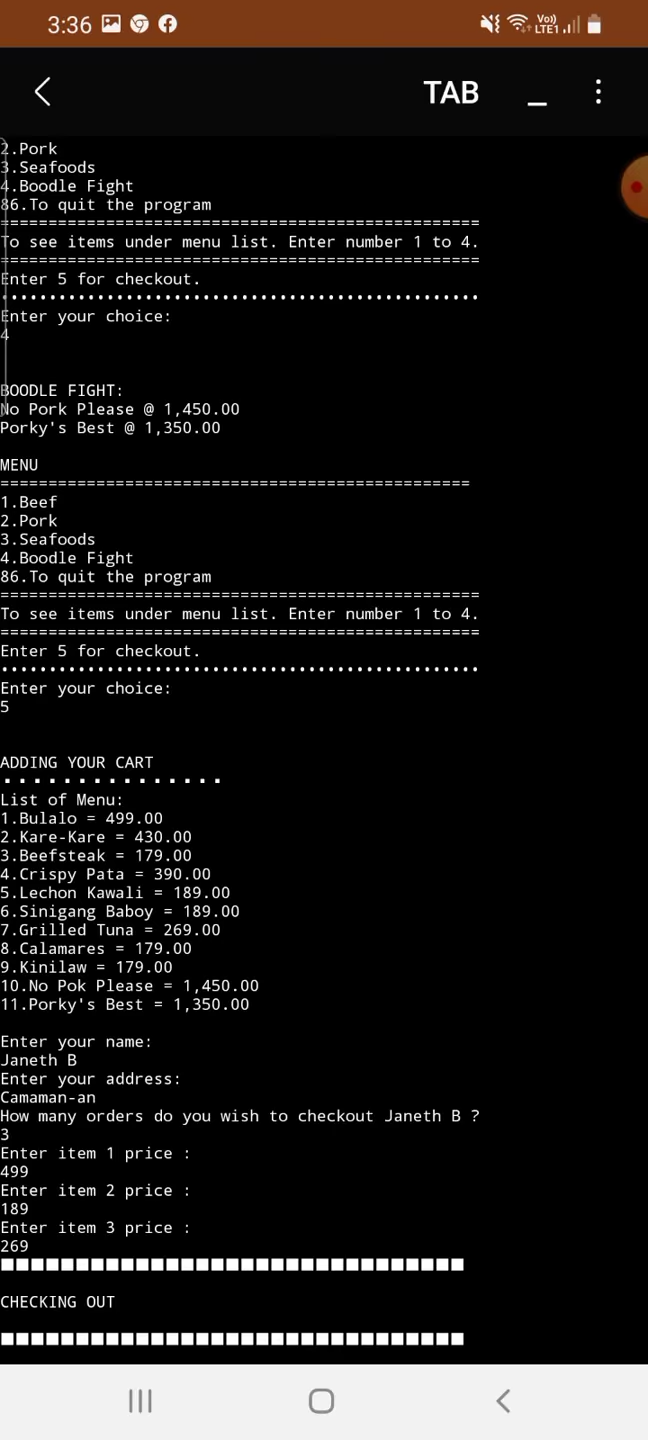 3:36
Vo)) LTE1
TAB
2.Pork
3.Seafoods
4.Boodle Fight
86.To quit the program
==================================================
To see items under menu list. Enter number 1 to 4.
==================================================
Enter 5 for checkout.
••••••••••••••••••••••••••••••••••••••••••••••••••
Enter your choice:
4
BOODLE FIGHT:
No Pork Please @ 1,450.00
Porky's Best @ 1,350.00
MENU
=================================================
1.Beef
2.Pork
3.Seafoods
4.Boodle Fight
86.To quit the program
==================================================
To see items under menu list. Enter number 1 to 4.
==================================================
Enter 5 for checkout.
••••••••••••••••••••••••••••••••••••••••••••••••••
Enter your choice:
5
ADDING YOUR CART
▪▪▪▪▪▪▪▪▪▪▪▪▪▪▪
List of Menu:
1.Bulalo = 499.00
2.Kare-Kare = 430.00
3.Beefsteak = 179.00
4.Crispy Pata = 390.00
5.Lechon Kawali = 189.00
6.Sinigang Baboy = 189.00
7.Grilled Tuna = 269.00
8.Calamares = 179.00
9.Kinilaw = 179.00
10.No Pok Please = 1,450.00
11.Porky's Best = 1,350.00
Enter your name:
Janeth B
Enter your address:
Camaman-an
How many orders do you wish to checkout Janeth B ?
3
Enter item 1 price :
499
Enter item 2 price :
189
Enter item 3 price :
269
■■■■■■■■■■■■■■■■■■■■■■■■■■■■■■■
CHECKING OUT
■■■■■■■■■■■■■■■■■■■■■■■■■■■■■■■